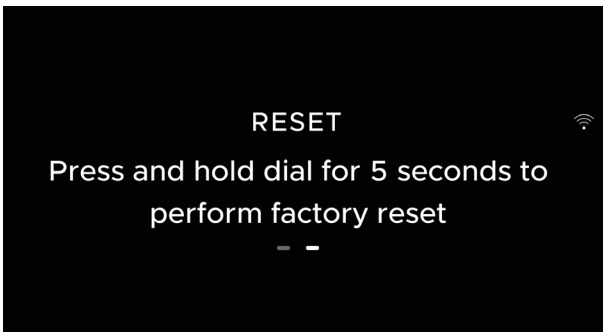 RESET
Press and hold dial for 5 seconds to
perform factory reset